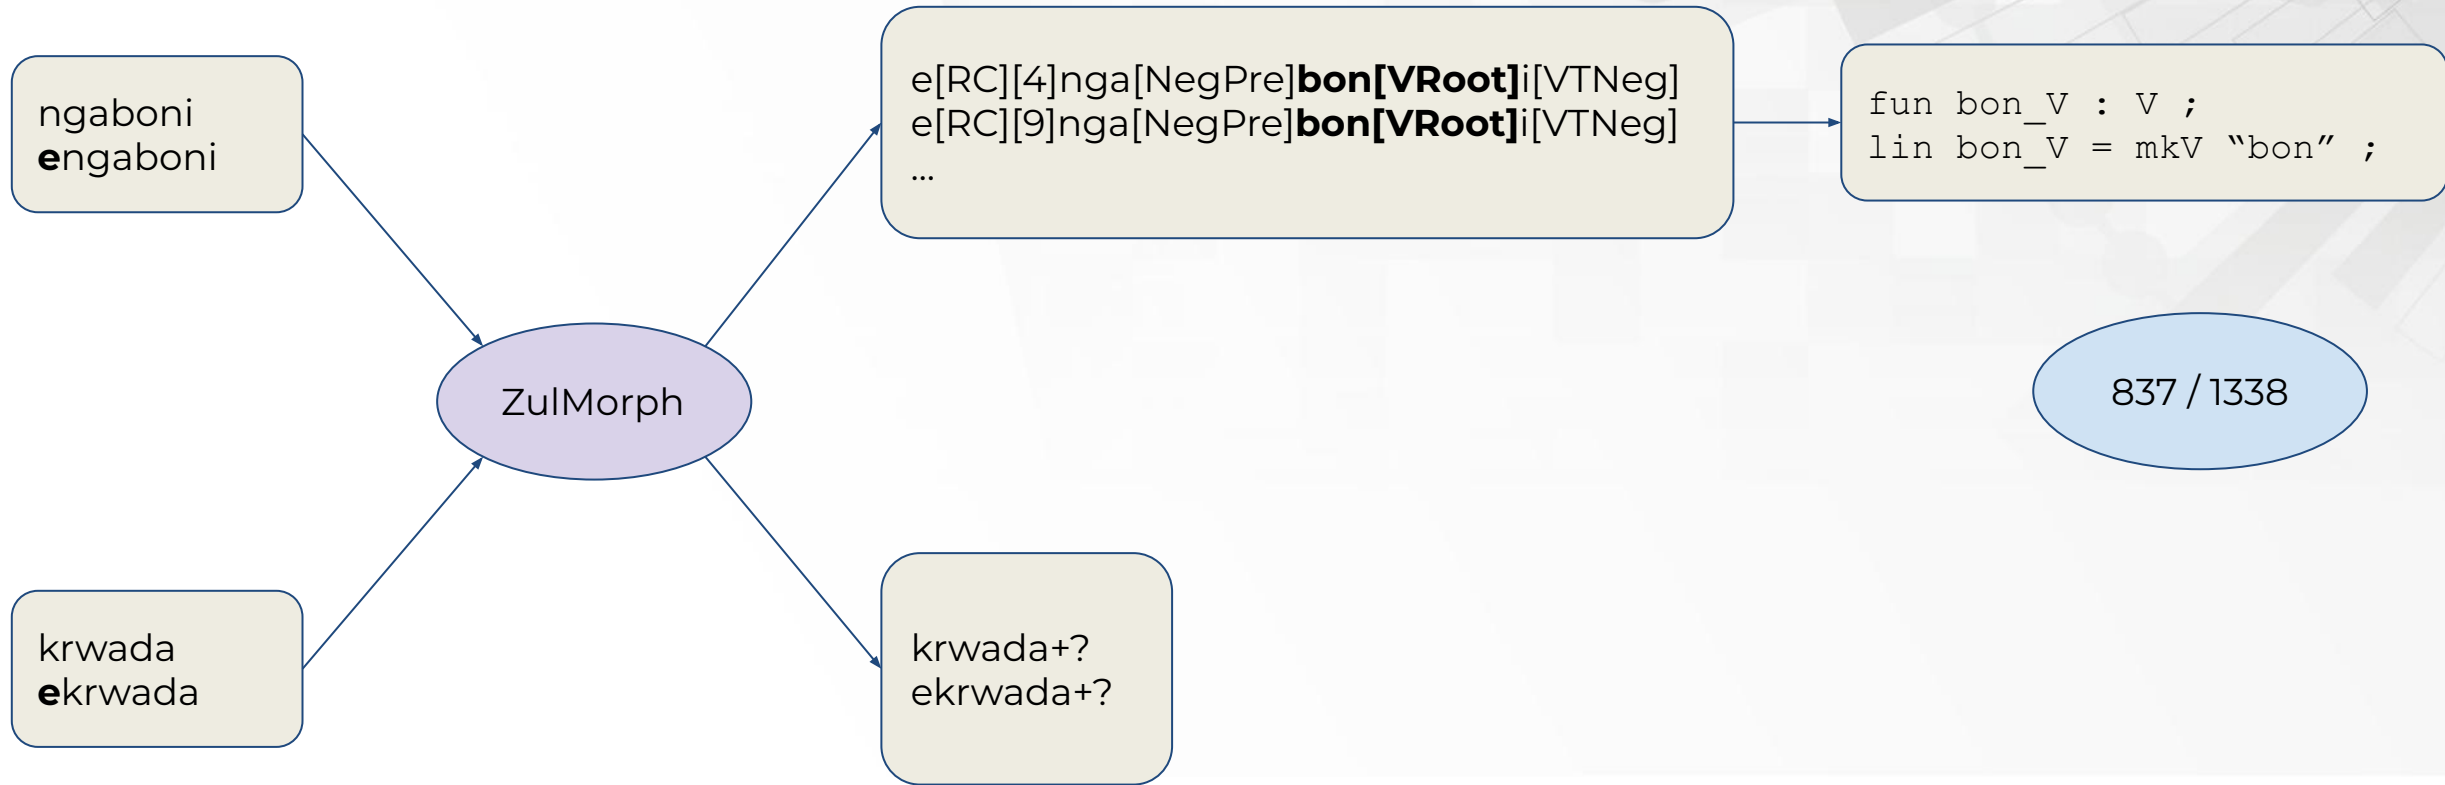 ngaboni
engaboni
e[RC][4]nga[NegPre]bon[VRoot]i[VTNeg]
e[RC][9]nga[NegPre]bon[VRoot]i[VTNeg]
...
fun bon_V : V ;
lin bon_V = mkV “bon” ;
ZulMorph
837 / 1338
krwada
ekrwada
krwada+?
ekrwada+?